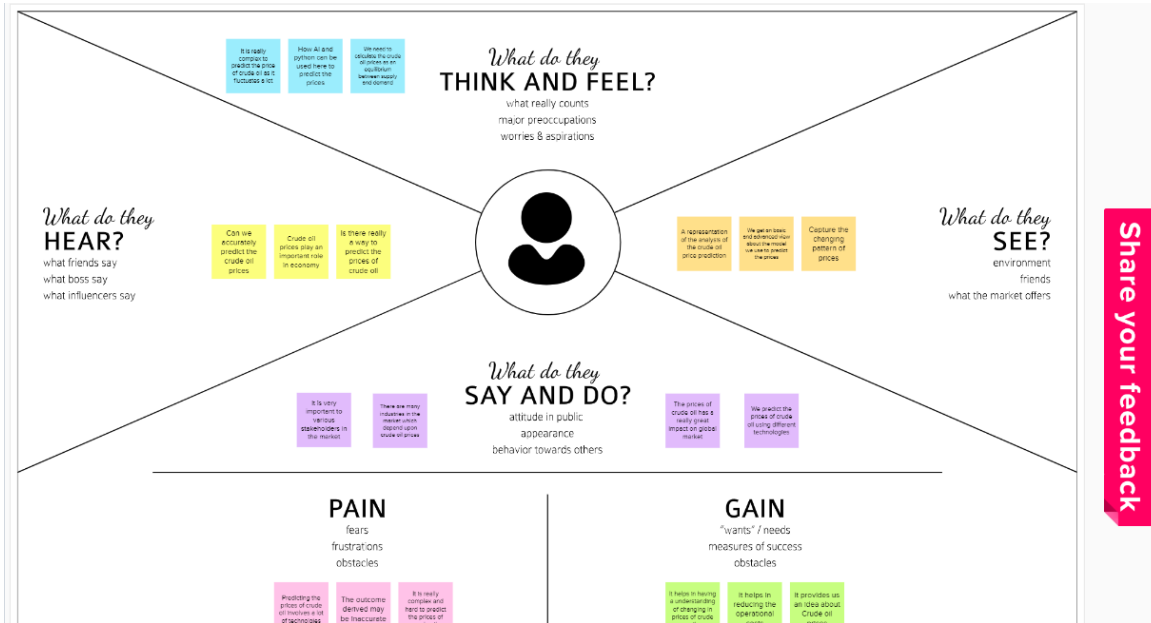 It is really
complex to
predict the price
of crude oil as it
fluctuates a lot
How AI and
python can be
used here to
predict the
prices
We need to
calculate the crude
oil prices as an
equilibrium
between supply
and demand
What do they
THINK AND FEEL?
what really counts
major preoccupations
worries & aspirations
What do they
HEAR?
what friends say
what boss say
what influencers say
Can we
accurately
predict the
crude oil
prices
Crude oil
prices play an
important role
in economy
Is there really
a way to
predict the
prices of
crude oil
A representation
of the analysis of
crude oil
price prediction
We get an basic
and advanced view
about the model
we use to predict
the prices
Capture the
changing
pattern of
prices
What do they
SEE?
environment
friends
what the market offers
What do they
SAY AND DO?
attitude in public
appearance
behavior towards others
It is very
important to
various
stakeholders in
the market
There are many
industries in the
market which
depend upon
crude oil prices
The prices of
crude oil has a
really great
impact on global
market
We predict the
prices of crude
oil using different
technologies
PAIN
fears
frustrations
obstacles
Predicting the
prices of crude
oil involves a lot
of technologies
The outcome
derived may
be inaccurate
It is really
complex and
hard to predict
the prices of
GAIN
"wants" / needs
measures of success
obstacles
It helps in having
a understanding
of changing in
prices of crude
It helps in
reducing the
operational
It provides us
an idea about
Crude oil
Share your feedback